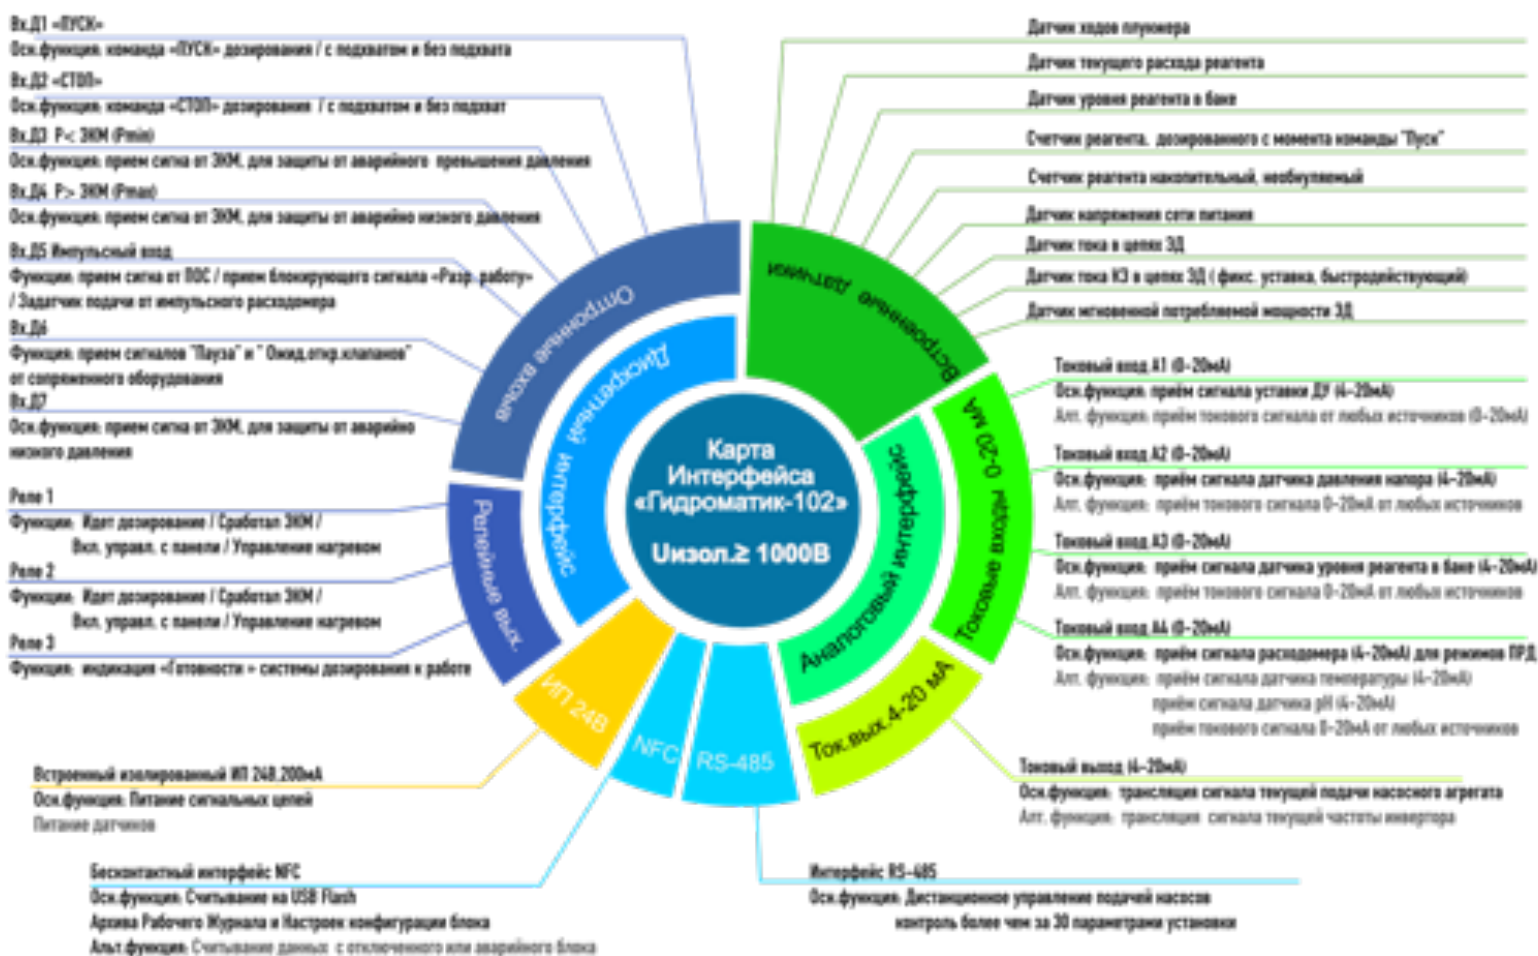 Вх.Д1 «ПУСК»
Осн.функция: команда «ПУСК» дозирования / с подхватом и без подхвата
Вх.Д2 «СТОП»
Осн.функция: команда «СТОП» дозирования / с подхватом и без подхват
Вх.Д3 Р< ЭКМ (Pmin)
Осн.функция: прием сигна от ЭКМ, для защиты от аварийного превышения давления
Вх.Д4 Р> ЭКМ (Pmax)
Осн.функция: прием сигна от ЭКМ, для защиты от аварийно низкого давления
Вх.Д5 Импульсный вход
Функции: прием сигна от ПОС / прием блокирующего сигнала «Разр. работу»
/ Задатчик подачи от импульсного расходомера
Вх.Д6
Функция: прием сигналов "Пауза" и " Ожид.откр.клапанов"
от сопряженного оборудования
Вх.Д7
Осн.функция: прием сигна от ЭКМ, для защиты от аварийно
низкого давления
Реле 1
Функции: Идет дозирование / Сработал ЭКМ /
Вкл. управл. с панели / Управление нагревом
Реле 2
Функции: Идет дозирование / Сработал ЭКМ /
Вкл. управл. с панели / Управление нагревом
Реле 3
Функция: индикация «Готовности » системы дозирования к работе
Встроенный изолированный ИП 24В,200мА
Осн.функция: Питание сигнальных цепей
Питание датчиков
Бесконтактный интерфейс NFC
Осн.функция: Считывание на USB Flash
Архива Рабочего Журнала и Настроек конфигурации блока
Альт.функция: Считывание данных с отключенного или аварийного блока
Оптронные входы
Дискретный интерфейс
Релейные вых.
ИП 24В
NFC
RS-485
Карта
Интерфейса
«Гидроматик-102»
Uизол.≥ 1000В
Встроенные датчики
Токовые входы 0-20 мА
Аналоговый интерфейс
Ток.вых.4-20 мА
Датчик ходов плунжера
Датчик текущего расхода реагента
Датчик уровня реагента в баке
Счетчик реагента, дозированного с момента команды "Пуск"
Счетчик реагента накопительный, необнуляемый
Датчик напряжения сети питания
Датчик тока в цепях ЭД
Датчик тока КЗ в цепях ЭД ( фикс. уставка, быстродействующий)
Датчик мгновенной потребляемой мощности ЭД
Токовый вход А1 (0-20мА)
Осн.функция: приём сигнала уставки ДУ (4-20мА)
Алт. функция: приём токового сигнала от любых источников (0-20мА)
Токовый вход А2 (0-20мА)
Осн.функция: приём сигнала датчика давления напора (4-20мА)
Алт. функция: приём токового сигнала 0-20мА от любых источников
Токовый вход А3 (0-20мА)
Осн.функция: приём сигнала датчика уровня реагента в баке (4-20мА)
Алт. функция: приём токового сигнала 0-20мА от любых источников
Токовый вход А4 (0-20мА)
Осн.функция: приём сигнала расходомера (4-20мА) для режимов ПРД
Алт. функция: приём сигнала датчика температуры (4-20мА)
приём сигнала датчика pH (4-20мА)
приём токового сигнала 0-20мА от любых источников
Токовый выход (4-20мА)
Осн.функция: трансляция сигнала текущей подачи насосного агрегата
Алт. функция: трансляция сигнала текущей частоты инвертора
Интерфейс RS-485
Осн.функция: Дистанционное управление подачей насосов
контроль более чем за 30 параметрами установки